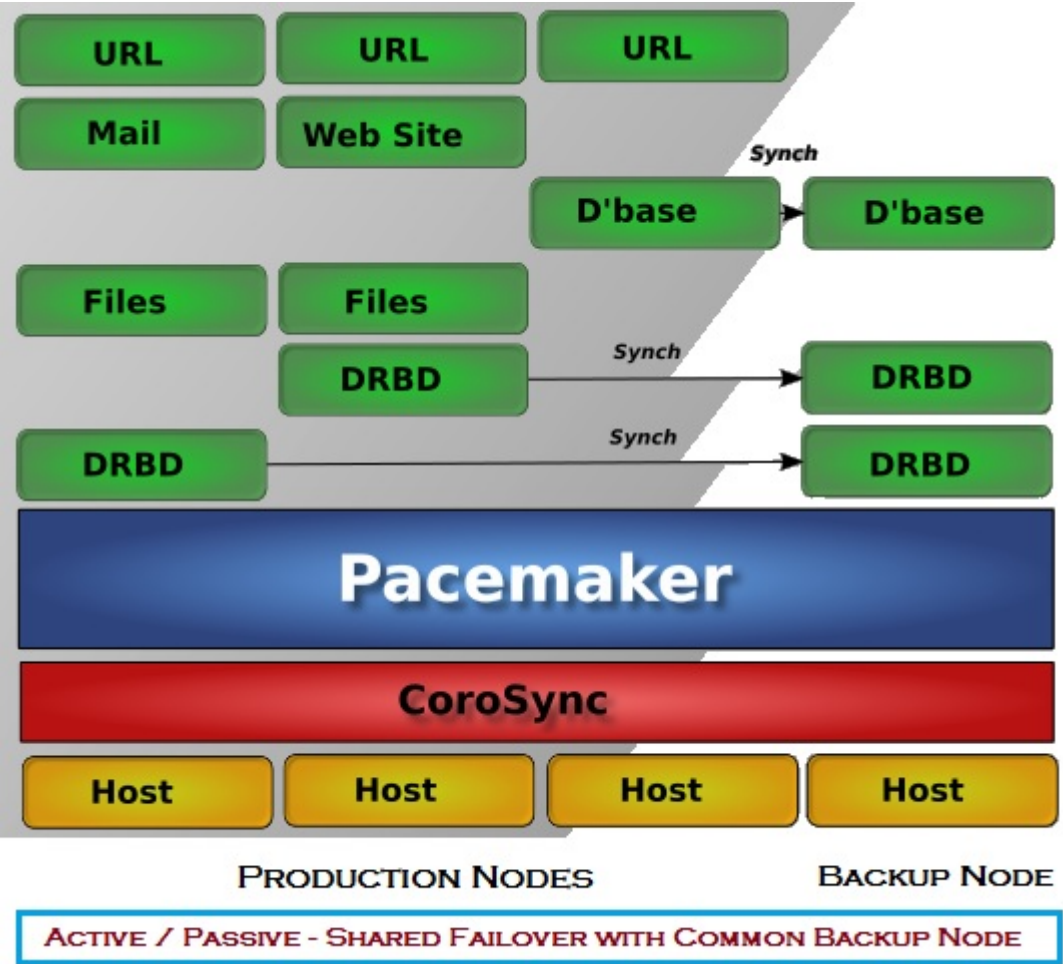 URL URL URL
Mail Web Site
Synch
D'base D'base
Files Files
Synch
DRBD DRBD
Synch
DRBD DRBD
Pacemaker
CoroSync
Host Host Host Host
PRODUCTION NODES BACKUP NODE
ACTIVE / PASSIVE - SHARED FAILOVER WITH COMMON BACKUP NODE